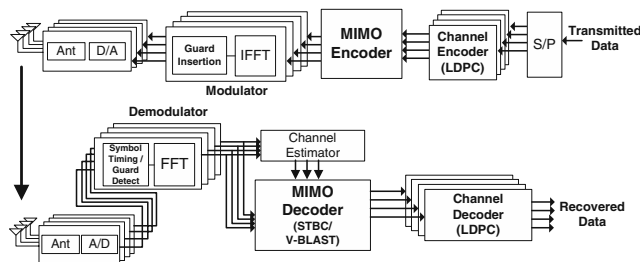 Ant
D/A
Guard
Insertion
IFFT
Modulator
MIMO
Encoder
Channel
Encoder
(LDPC)
S/P
Transmitted
Data
Demodulator
Symbol
Timing /
Guard
Detect
FFT
Channel
Estimator
MIMO
Decoder
(STBC/
V-BLAST)
Channel
Decoder
(LDPC)
Recovered
Data
Ant
A/D